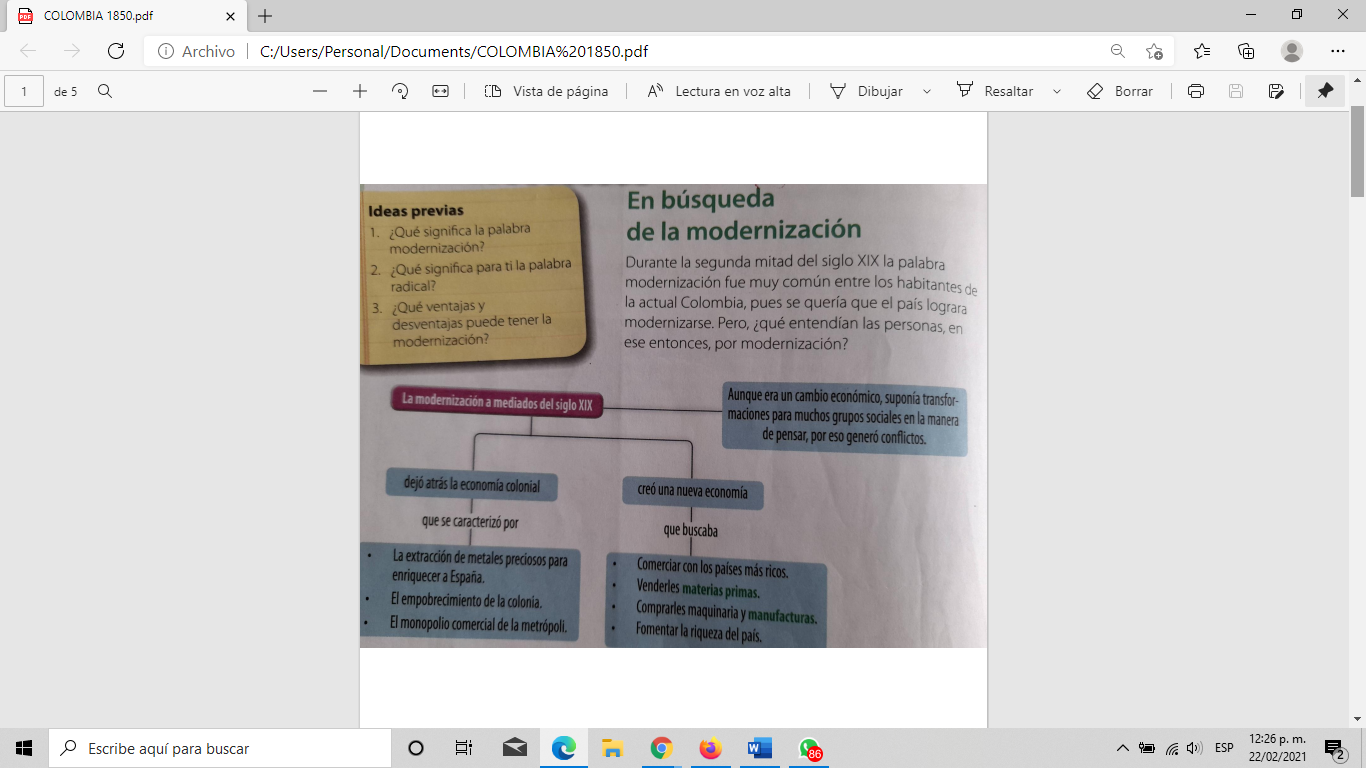 COLOMBIA 1850.pdf
Archivo
C:/Users/Personal/Documents/COLOMBIA%201850.pdf
1
de 5
Vista de página
Lectura en voz alta
Dibujar
Resaltar
Borrar
Ideas previas
1. ¿Qué significa la palabra
modernización?
2. ¿Qué significa para ti la palabra
radical?
3. ¿Qué ventajas y
desventajas puede tener la
modernización?
En búsqueda
de la modernización
Durante la segunda mitad del siglo XIX la palabra
modernización fue muy común entre los habitantes de
la actual Colombia, pues se quería que el país lograra
modernizarse. Pero, ¿qué entendían las personas, en
ese entonces, por modernización?
La modernización a mediados del siglo XIX
Aunque era un cambio económico, suponía transfor-
maciones para muchos grupos sociales en la manera
de pensar, por eso generó conflictos.
dejó atrás la economía colonial
que se caracterizó por
• La extracción de metales preciosos para
enriquecer a España.
• El empobrecimiento de la colonia.
• El monopolio comercial de la metrópoli.
creó una nueva economía
que buscaba
• Comerciar con los países más ricos.
• Venderles materias primas.
• Comprarles maquinaria y manufacturas.
• Fomentar la riqueza del país.
Escribe aquí para buscar
86
ESP
12:26 p. m.
22/02/2021
2